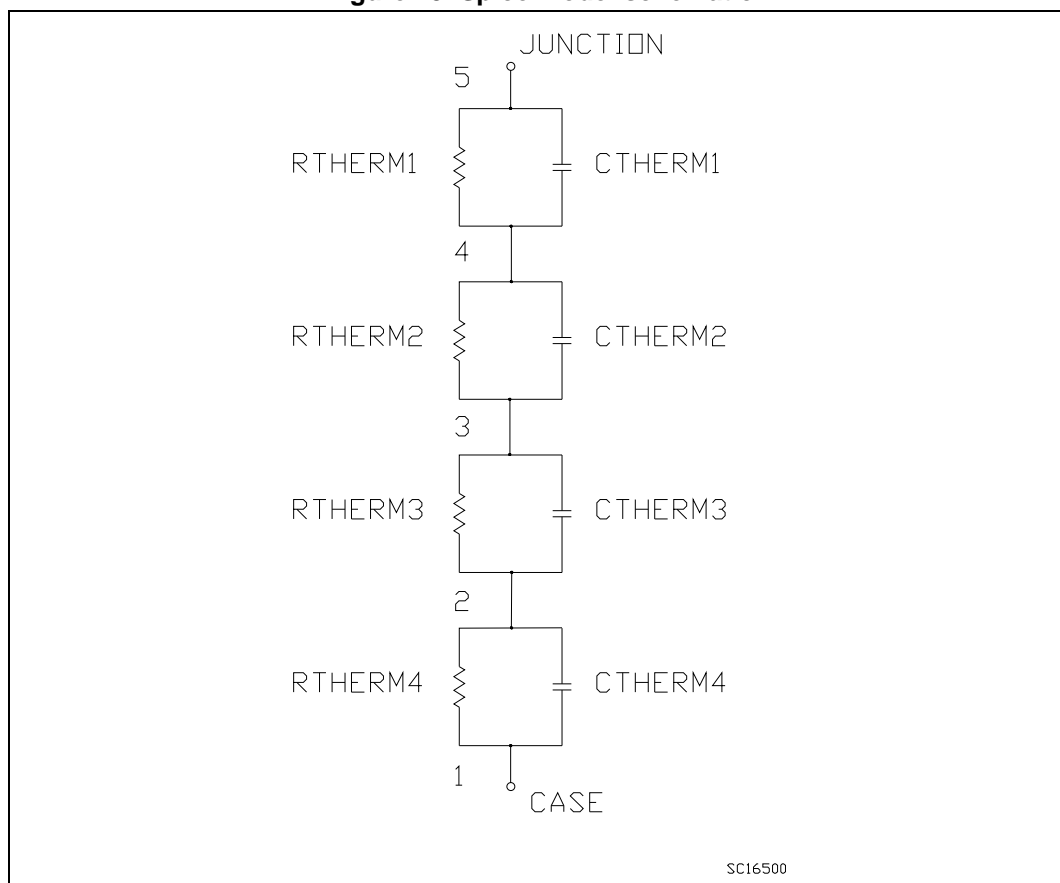 JUNCTION
5
RTHERM1 CTHERM1
4
RTHERM2 CTHERM2
3
RTHERM3 CTHERM3
2
RTHERM4 CTHERM4
1
CASE
SC16500